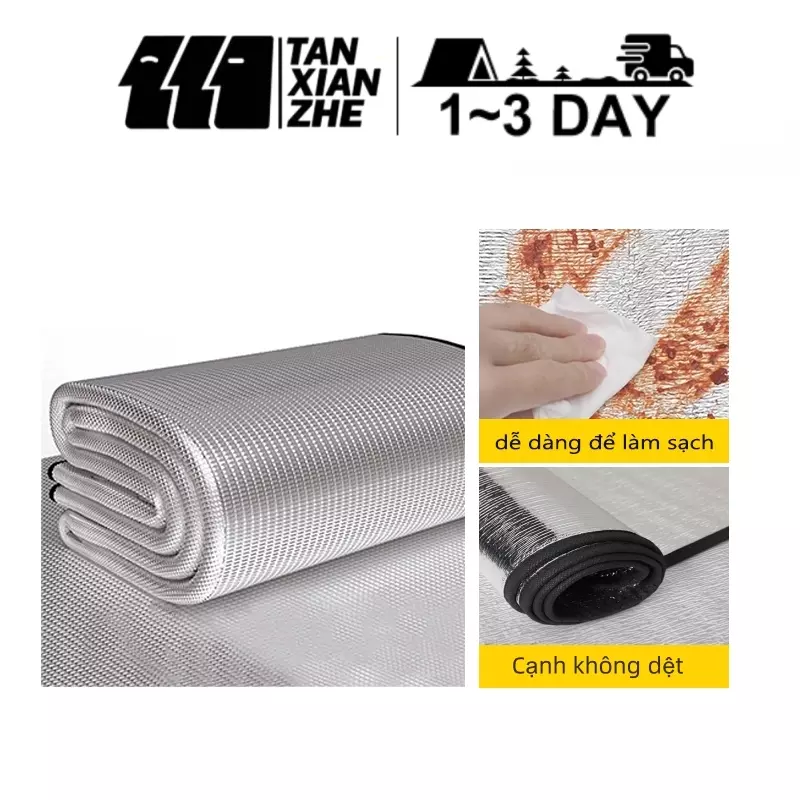 TAN
XIAN
ZHE
1~3 DAY
dễ dàng để làm sạch
Cạnh không dệt